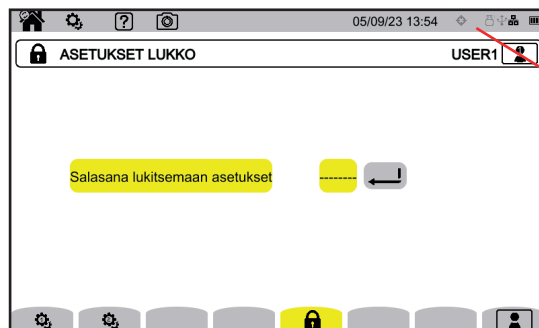 05/09/23 13:54
ASETUKSET LUKKO
USER1
Salasana lukitsemaan asetukset
--------